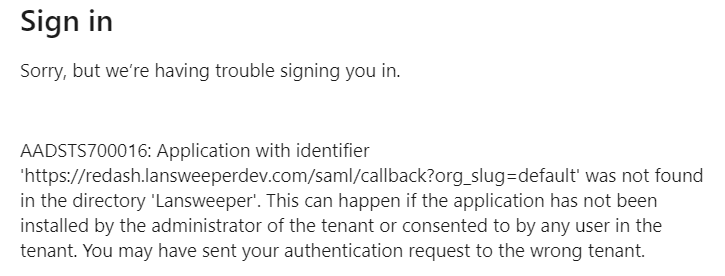 Sign in
Sorry, but we're having trouble signing you in.
AADSTS700016: Application with identifier
'https://redash.lansweeperdev.com/saml/callback?org_slug=default' was not found
in the directory 'Lansweeper'. This can happen if the application has not been
installed by the administrator of the tenant or consented to by any user in the
tenant. You may have sent your authentication request to the wrong tenant.